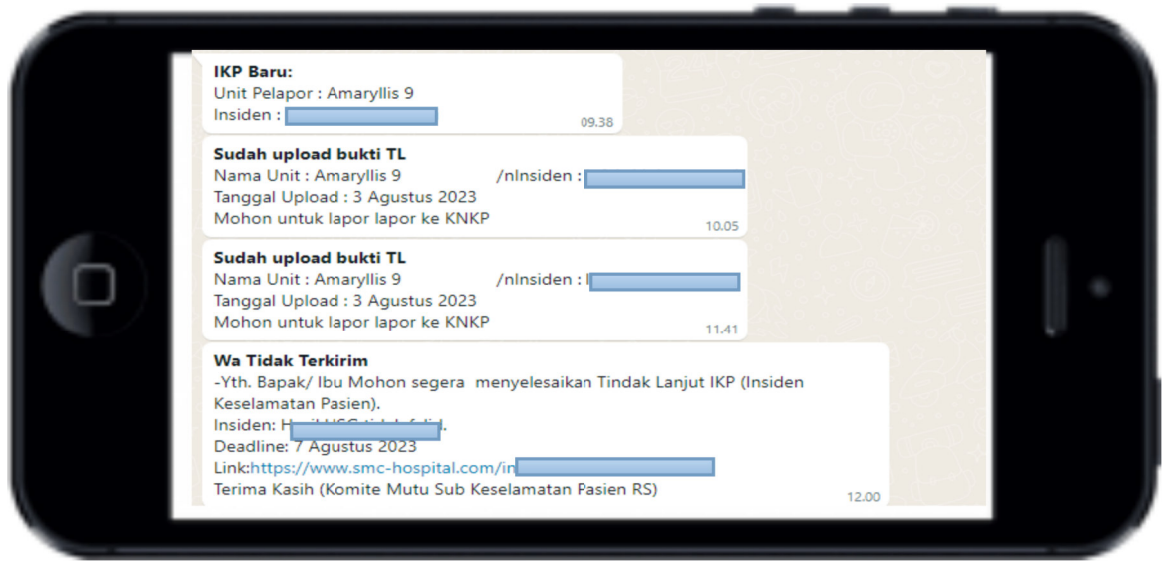 IKP Baru:
Unit Pelapor : Amaryllis 9
Insiden :
09.38
Sudah upload bukti TL
Nama Unit : Amaryllis 9 /nInsiden :
Tanggal Upload : 3 Agustus 2023
Mohon untuk lapor lapor ke KNKP
10.05
Sudah upload bukti TL
Nama Unit : Amaryllis 9 /nInsiden :
Tanggal Upload : 3 Agustus 2023
Mohon untuk lapor lapor ke KNKP
11.41
Wa Tidak Terkirim
-Yth. Bapak/ Ibu Mohon segera menyelesaikan Tindak Lanjut IKP (Insiden
Keselamatan Pasien).
Insiden:
Deadline: 7 Agustus 2023
Link:https://www.smc-hospital.com/in
Terima Kasih (Komite Mutu Sub Keselamatan Pasien RS)
12.00